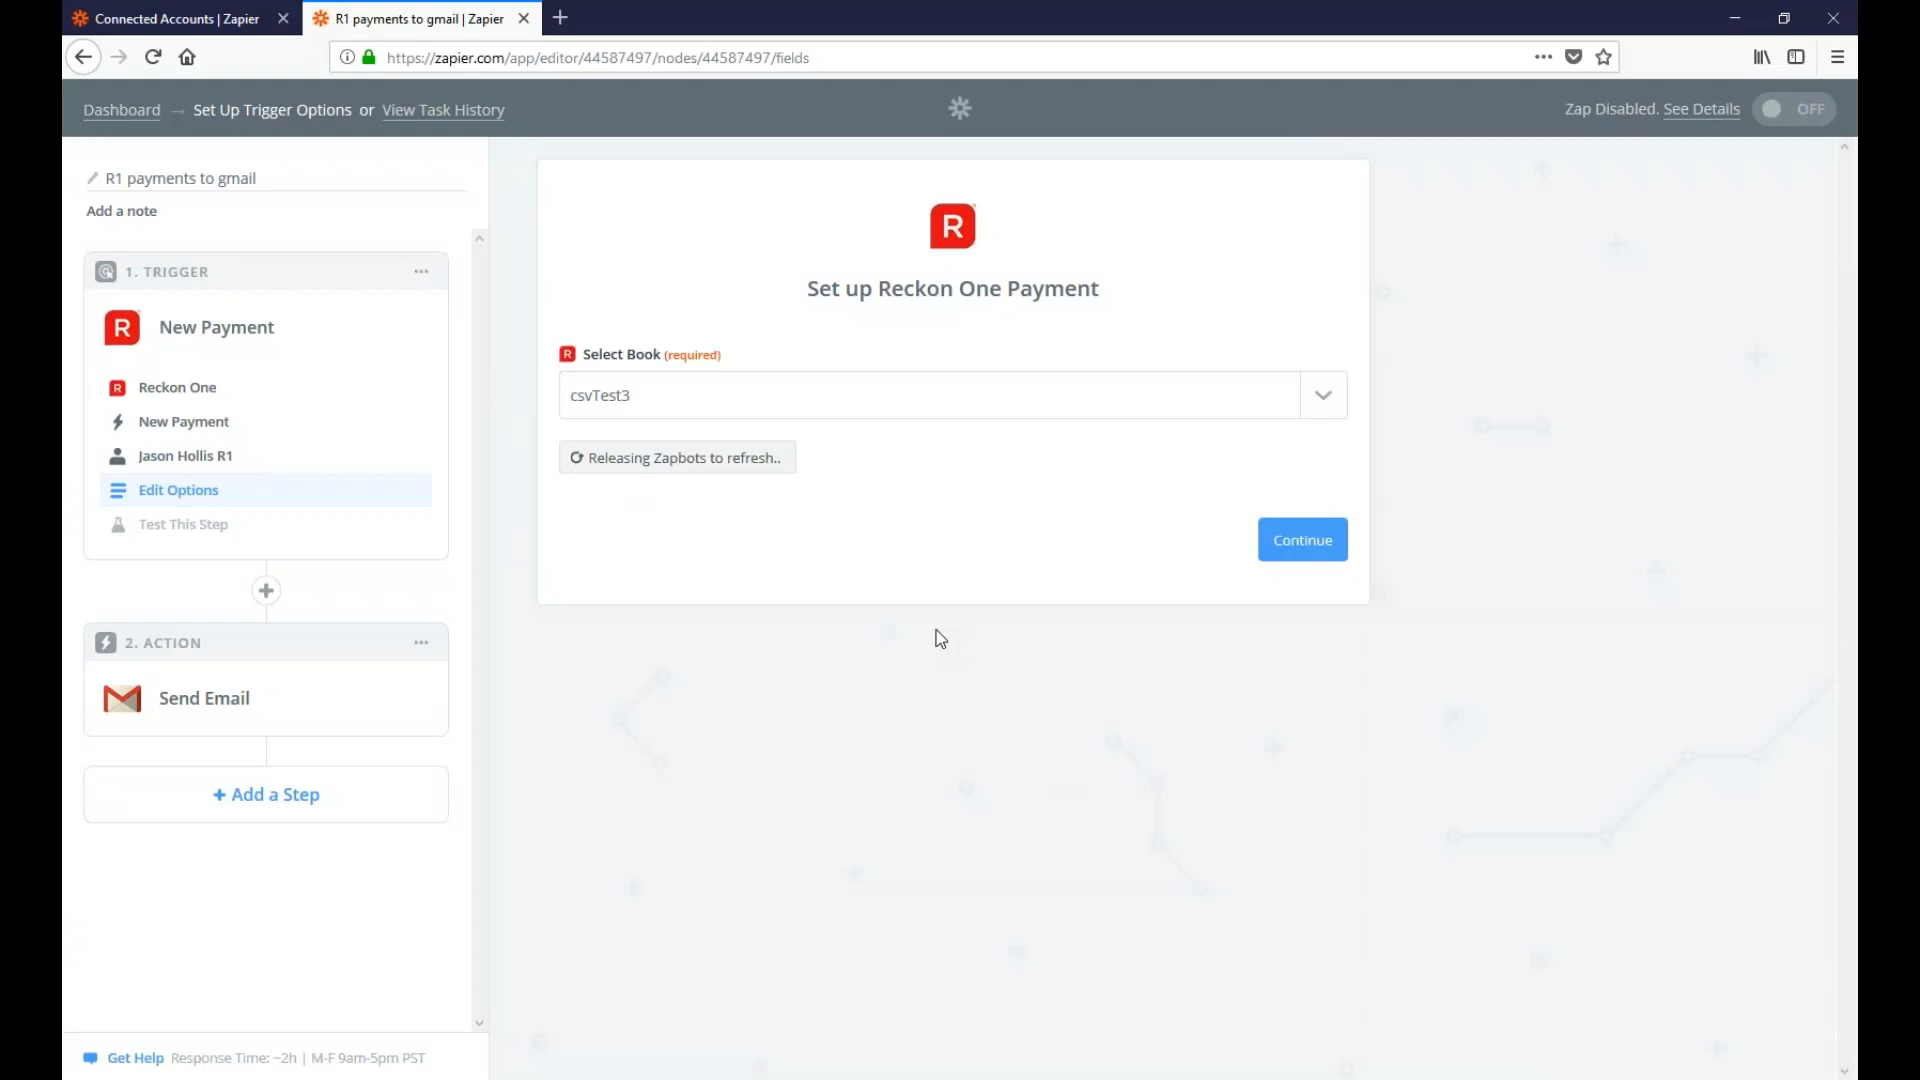 Connected Accounts | Zapier
R1 payments to gmail | Zapier
https://zapier.com/app/editor/44587497/nodes/44587497/fields
Dashboard → Set Up Trigger Options or View Task History
Zap Disabled. See Details
OFF
R1 payments to gmail
Add a note
1. TRIGGER
R New Payment
R Reckon One
New Payment
Jason Hollis R1
Edit Options
Test This Step
2. ACTION
Send Email
+ Add a Step
Get Help Response Time: ~2h | M-F 9am-5pm PST
R
Set up Reckon One Payment
R Select Book (required)
csvTest3
Releasing Zapbots to refresh..
Continue